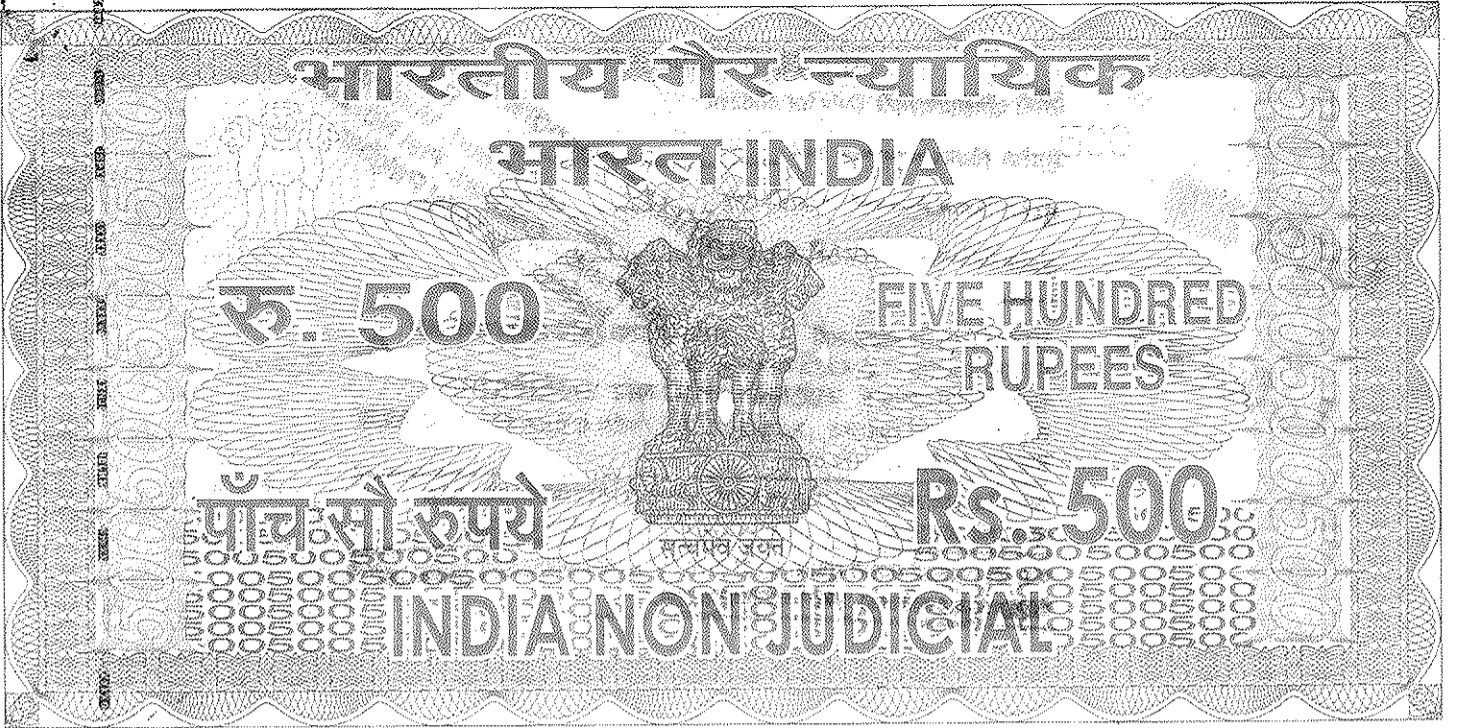 भारतीय गैर न्यायिक
भारत INDIA
रु. 500
FIVE HUNDRED
RUPEES
पाँच सौ रुपये
Rs. 500
सत्यमेव जयते
INDIA NON JUDICIAL